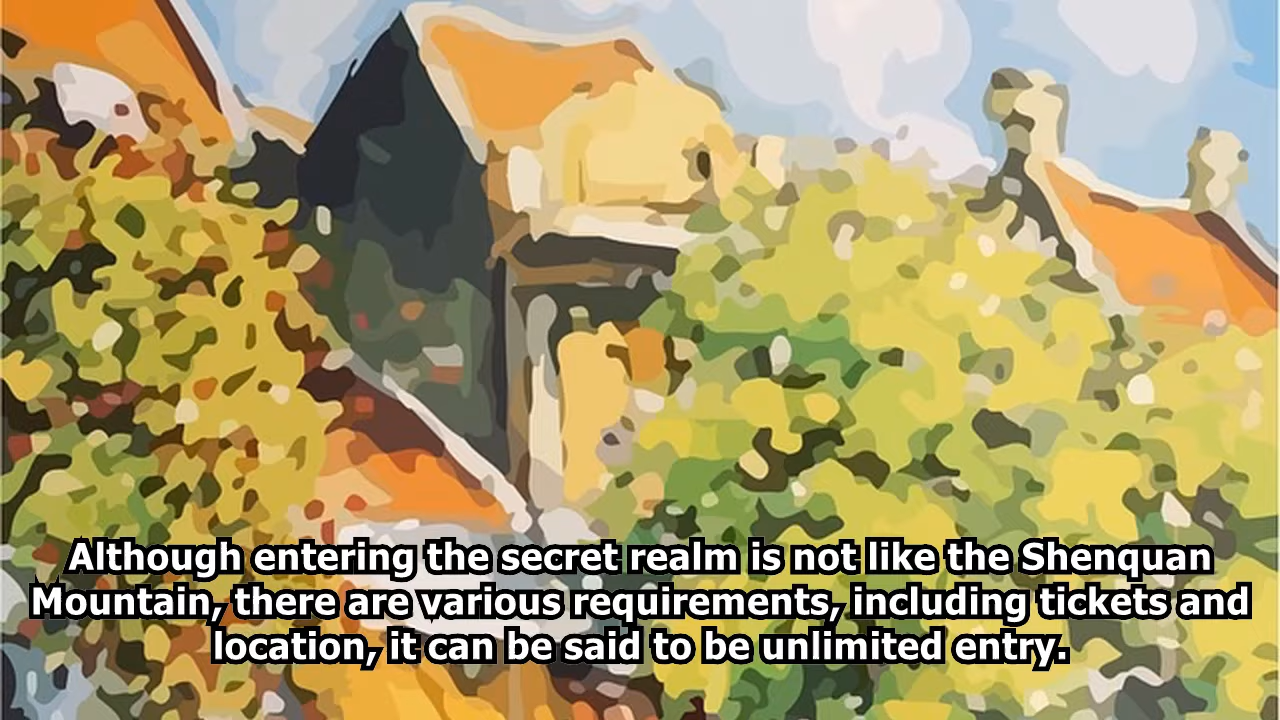 Although entering the secret realm is not like the Shenquan
Mountain, there are various requirements, including tickets and
location, it can be said to be unlimited entry.